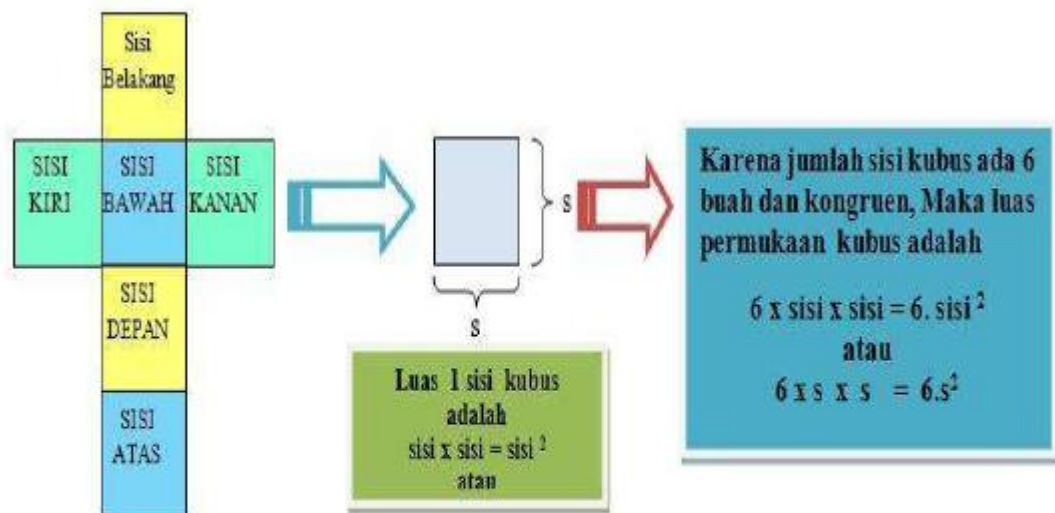 Sisi
Belakang
SISI
KIRI
SISI
BAWAH
SISI
KANAN
SISI
DEPAN
SISI
ATAS
s
s
Luas 1 sisi kubus
adalah
sisi x sisi = sisi ²
atau
Karena jumlah sisi kubus ada 6
buah dan kongruen, Maka luas
permukaan kubus adalah
6 x sisi x sisi = 6. sisi ²
atau
6 x s x s = 6.s²